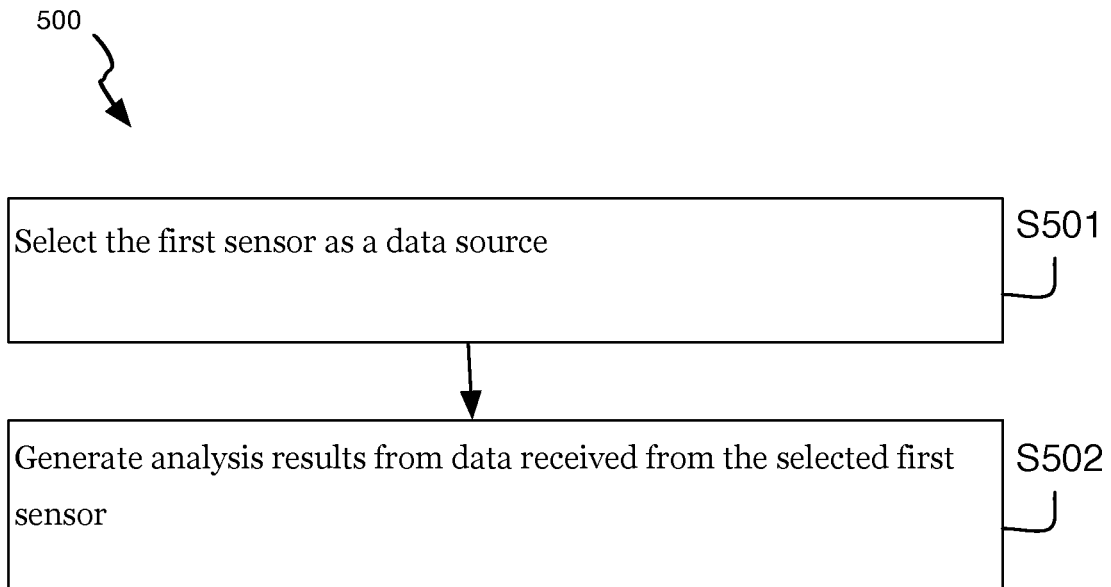 500
Select the first sensor as a data source
S501
Generate analysis results from data received from the selected first
sensor
S502